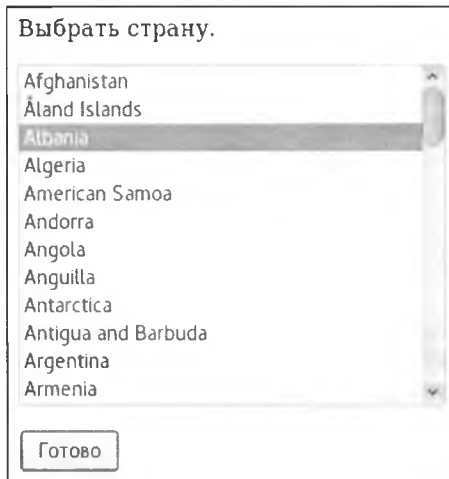 Выбрать страну.
Afghanistan
Åland Islands
Albania
Algeria
American Samoa
Andorra
Angola
Anguilla
Antarctica
Antigua and Barbuda
Argentina
Armenia
Готово